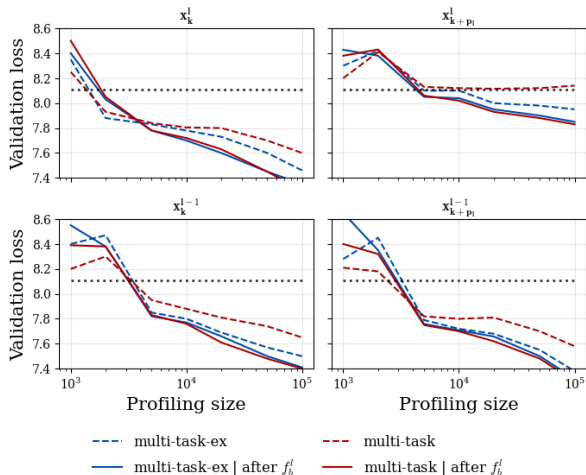 x_k^l x_{k+p_l}^l
8.6
8.4
8.2
8.0
7.8
7.6
7.4
Validation loss
x_k^{l−1} x_{k+p_l}^{l−1}
8.6
8.4
8.2
8.0
7.8
7.6
7.4
Validation loss
10^3 10^4 10^5 10^3 10^4 10^5
Profiling size Profiling size
multi-task-ex multi-task
multi-task-ex | after f_b^l multi-task | after f_b^l